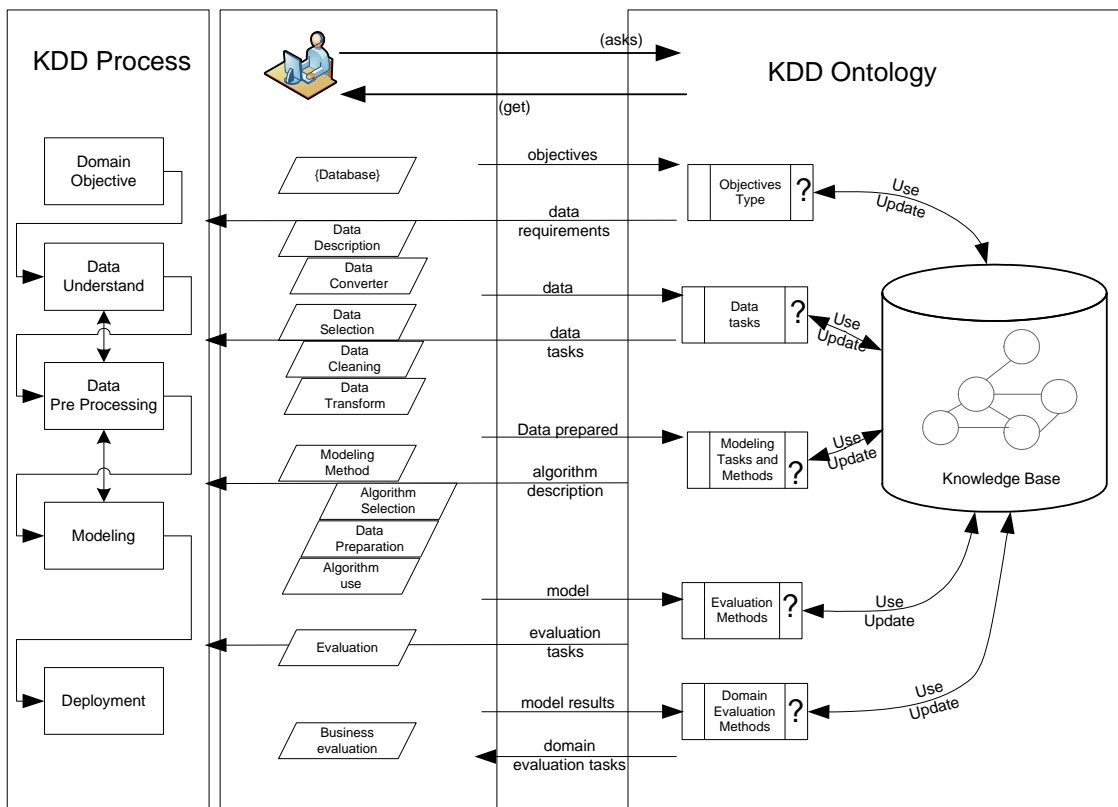 KDD Process
(asks)
(get)
KDD Ontology
Domain
Objective
Data
Understand
Data
Pre Processing
Modeling
Deployment
{Database}
Data
Description
Data
Converter
Data
Selection
Data
Cleaning
Data
Transform
Modeling
Method
Algorithm
Selection
Data
Preparation
Algorithm
use
Evaluation
Business
evaluation
objectives
data
requirements
data
data
tasks
Data prepared
algorithm
description
model
evaluation
tasks
model results
domain
evaluation tasks
Objectives
Type
?
Data
tasks
?
Modeling
Tasks and
Methods
?
Evaluation
Methods
?
Domain
Evaluation
Methods
?
Use
Update
Use
Update
Use
Update
Use
Update
Use
Update
Knowledge Base